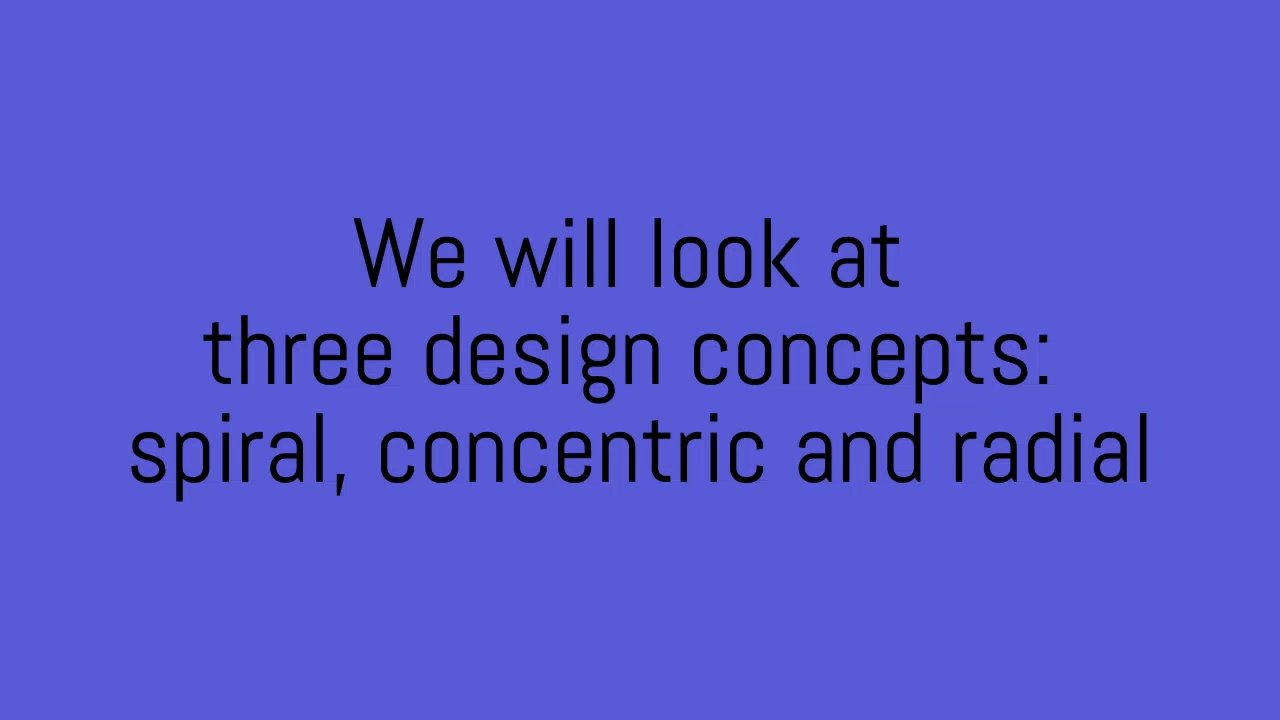 We will look at
three design concepts:
spiral, concentric and radial